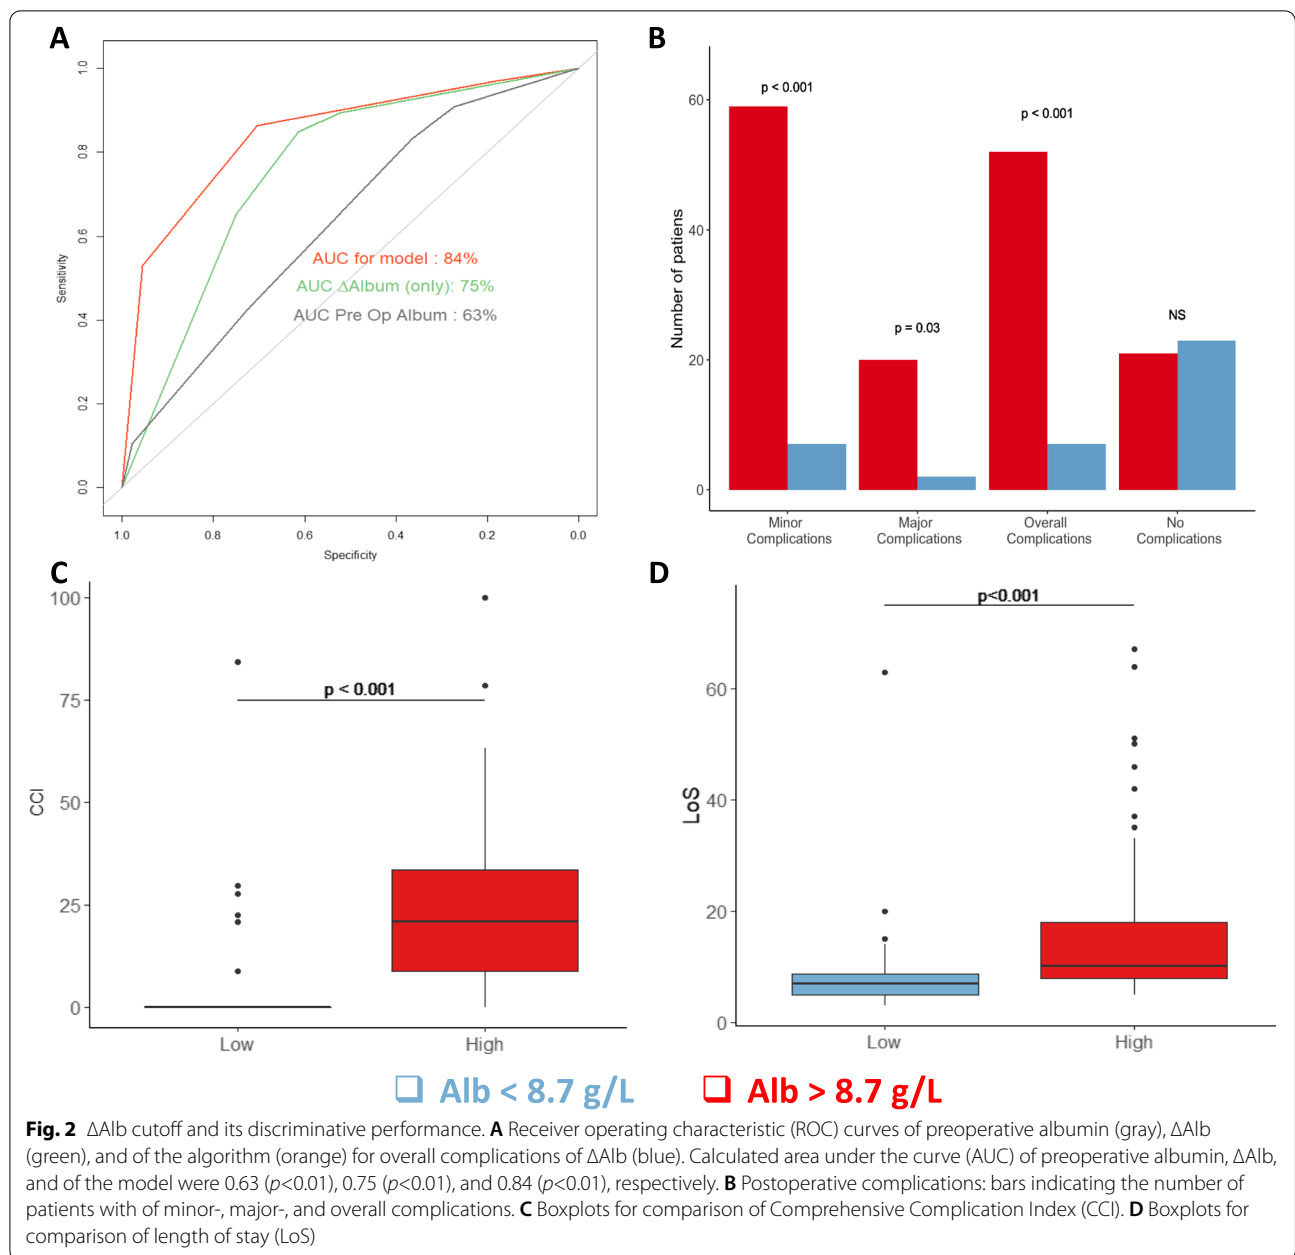 A
1.0
0.8
0.6
0.4
0.2
0.0
Sensitivity
AUC for model : 84%
AUC ΔAlbum (only): 75%
AUC Pre Op Album : 63%
1.0 0.8 0.6 0.4 0.2 0.0
Specificity
B
60
40
20
0
Number of patiens
p < 0.001
p = 0.03
p < 0.001
NS
Minor Major Overall No
Complications Complications Complications Complications
C
100
75
50
25
0
CCI
p < 0.001
Low High
D
60
40
20
0
LoS
p<0.001
Low High
❑ Alb < 8.7 g/L ❑ Alb > 8.7 g/L
Fig. 2 ΔAlb cutoff and its discriminative performance. A Receiver operating characteristic (ROC) curves of preoperative albumin (gray), ΔAlb
(green), and of the algorithm (orange) for overall complications of ΔAlb (blue). Calculated area under the curve (AUC) of preoperative albumin, ΔAlb,
and of the model were 0.63 (p<0.01), 0.75 (p<0.01), and 0.84 (p<0.01), respectively. B Postoperative complications: bars indicating the number of
patients with of minor-, major-, and overall complications. C Boxplots for comparison of Comprehensive Complication Index (CCI). D Boxplots for
comparison of length of stay (LoS)